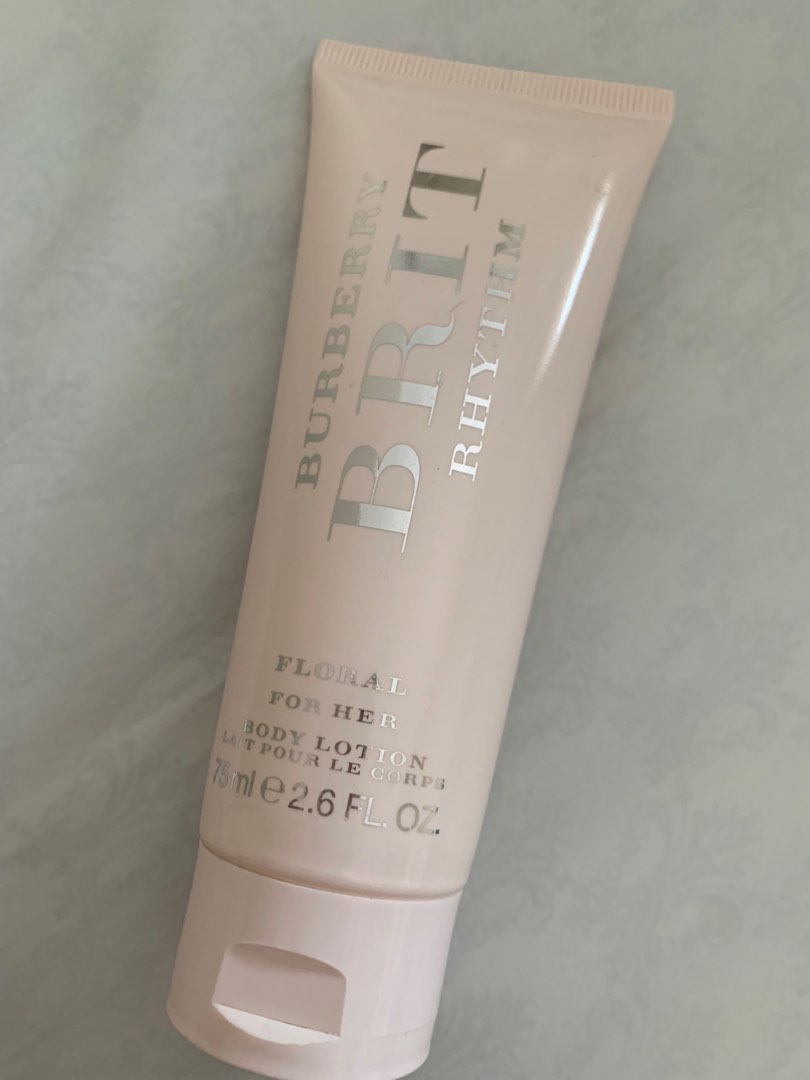 BURBERRY
BRIT
RHYTHM
FLORAL
FOR HER
BODY LOTION
LAIT POUR LE CORPS
75ml e 2.6 FL. OZ.